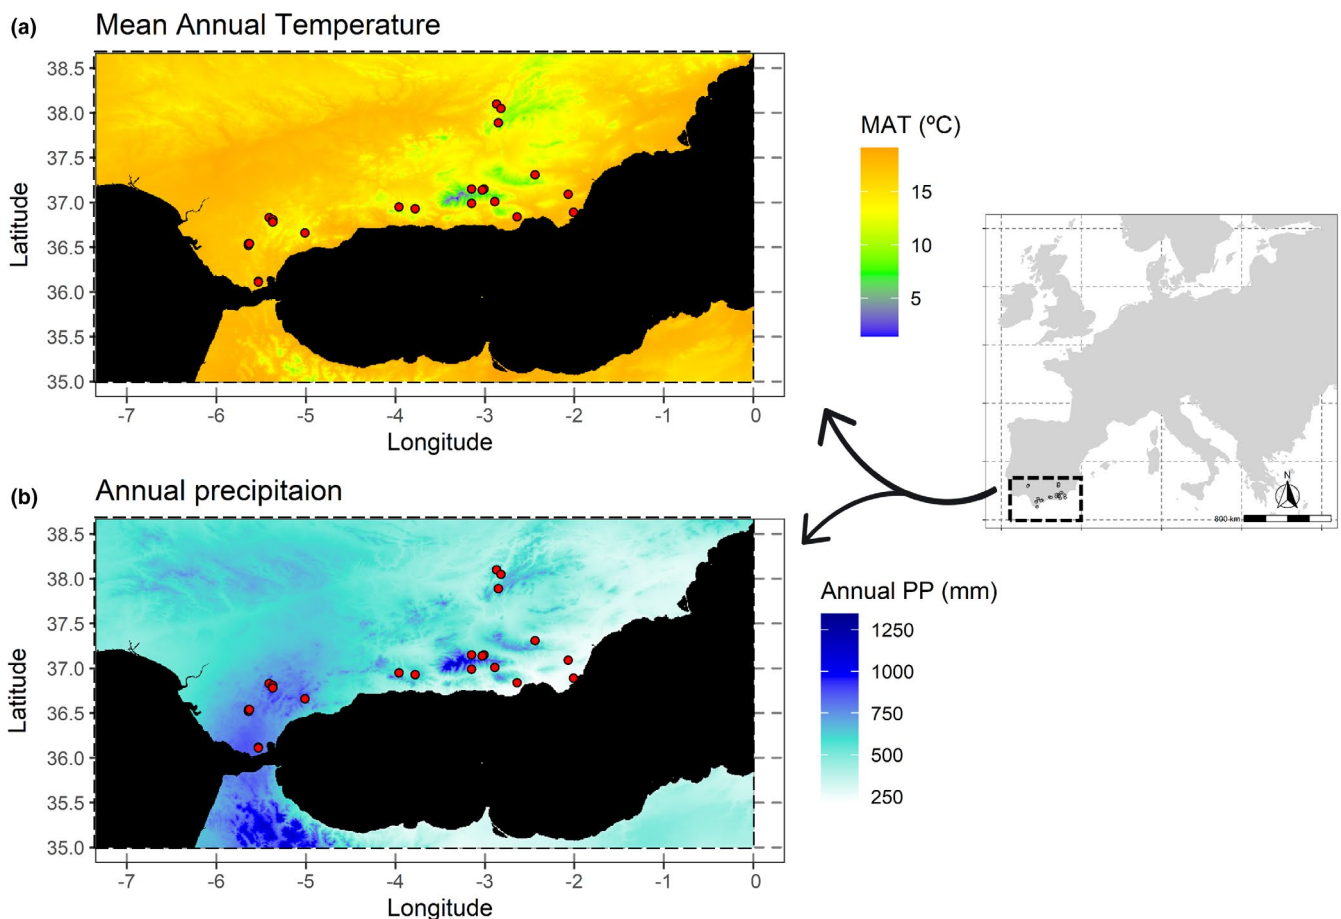 (a) Mean Annual Temperature
38.5
38.0
37.5
37.0
36.5
36.0
35.5
35.0
Latitude
-7 -6 -5 -4 -3 -2 -1 0
Longitude
MAT (ºC)
15
10
5
N
800 km
(b) Annual precipitaion
38.5
38.0
37.5
37.0
36.5
36.0
35.5
35.0
Latitude
-7 -6 -5 -4 -3 -2 -1 0
Longitude
Annual PP (mm)
1250
1000
750
500
250